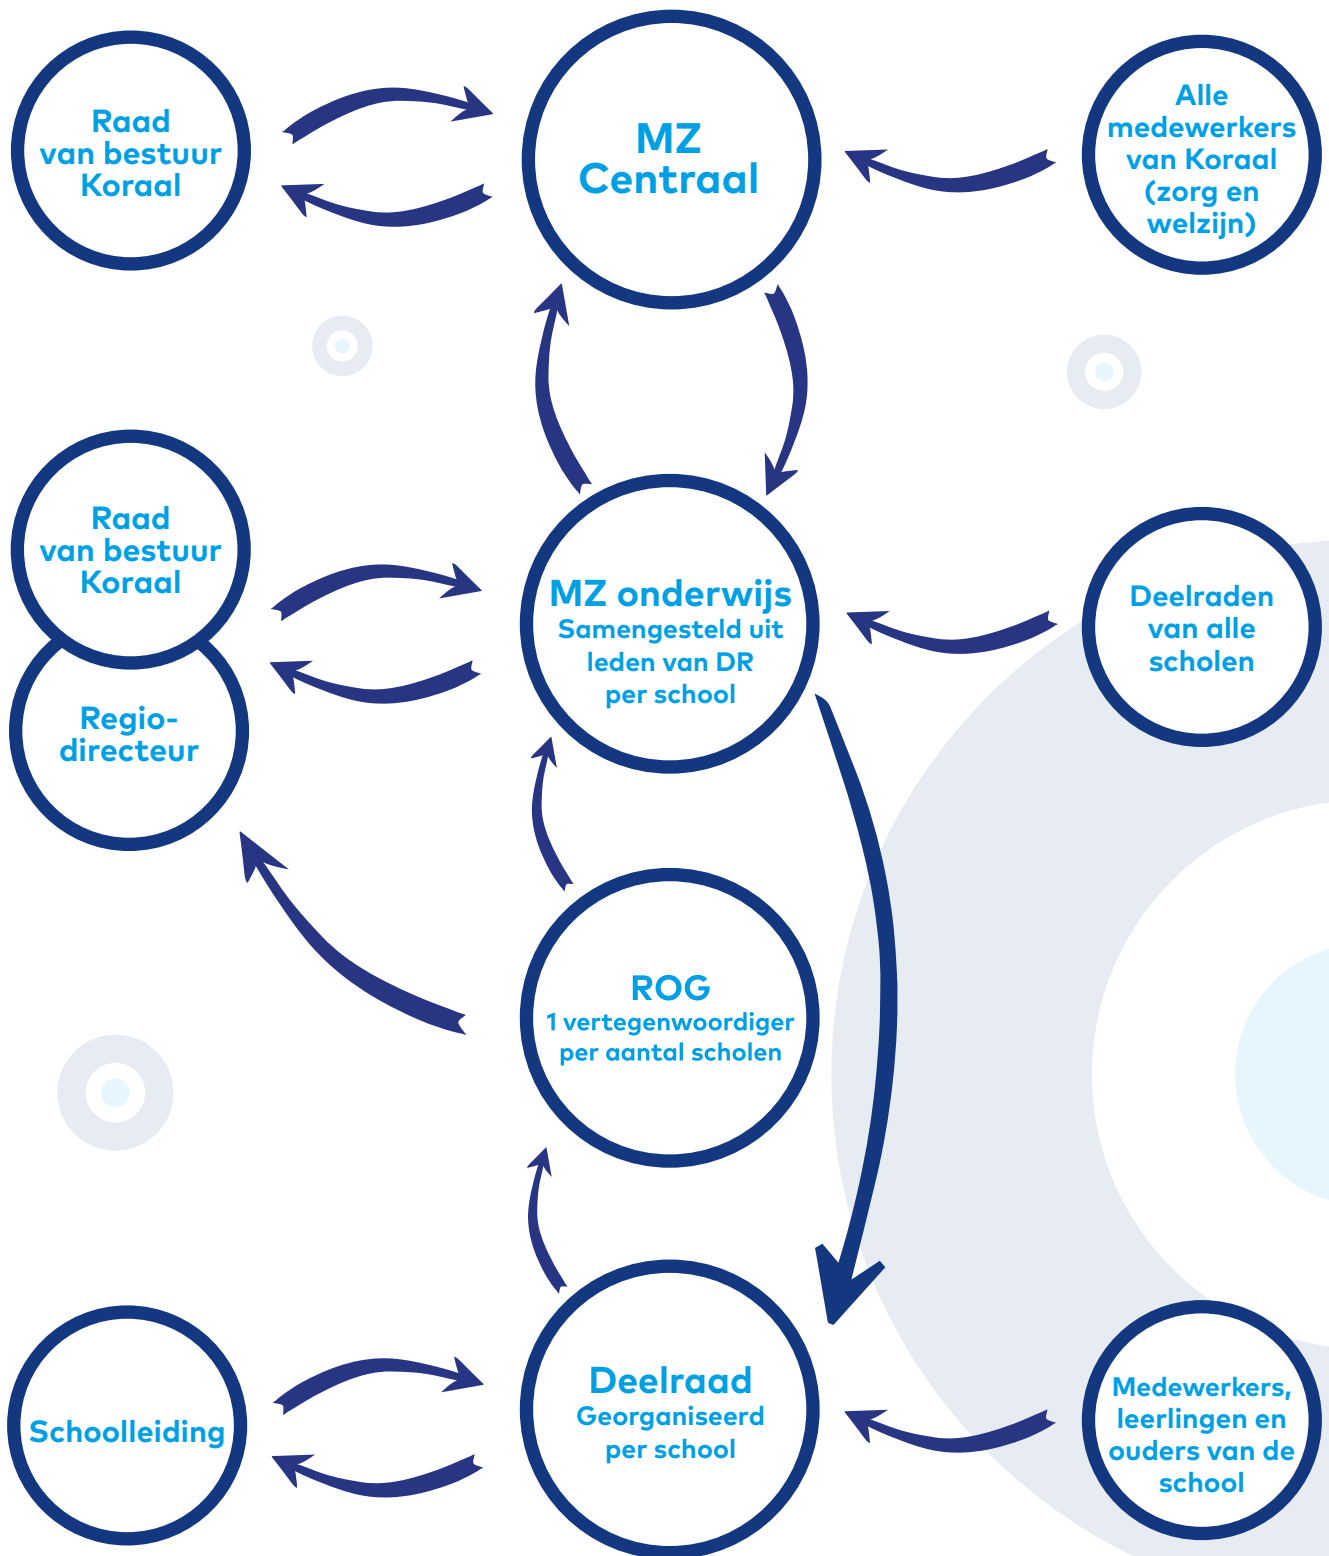 Raad
van bestuur
Koraal
MZ
Centraal
Alle
medewerkers
van Koraal
(zorg en
welzijn)
Raad
van bestuur
Koraal
Regio-
directeur
MZ onderwijs
Samengesteld uit
leden van DR
per school
Deelraden
van alle
scholen
ROG
1 vertegenwoordiger
per aantal scholen
Schoolleiding
Deelraad
Georganiseerd
per school
Medewerkers,
leerlingen en
ouders van de
school